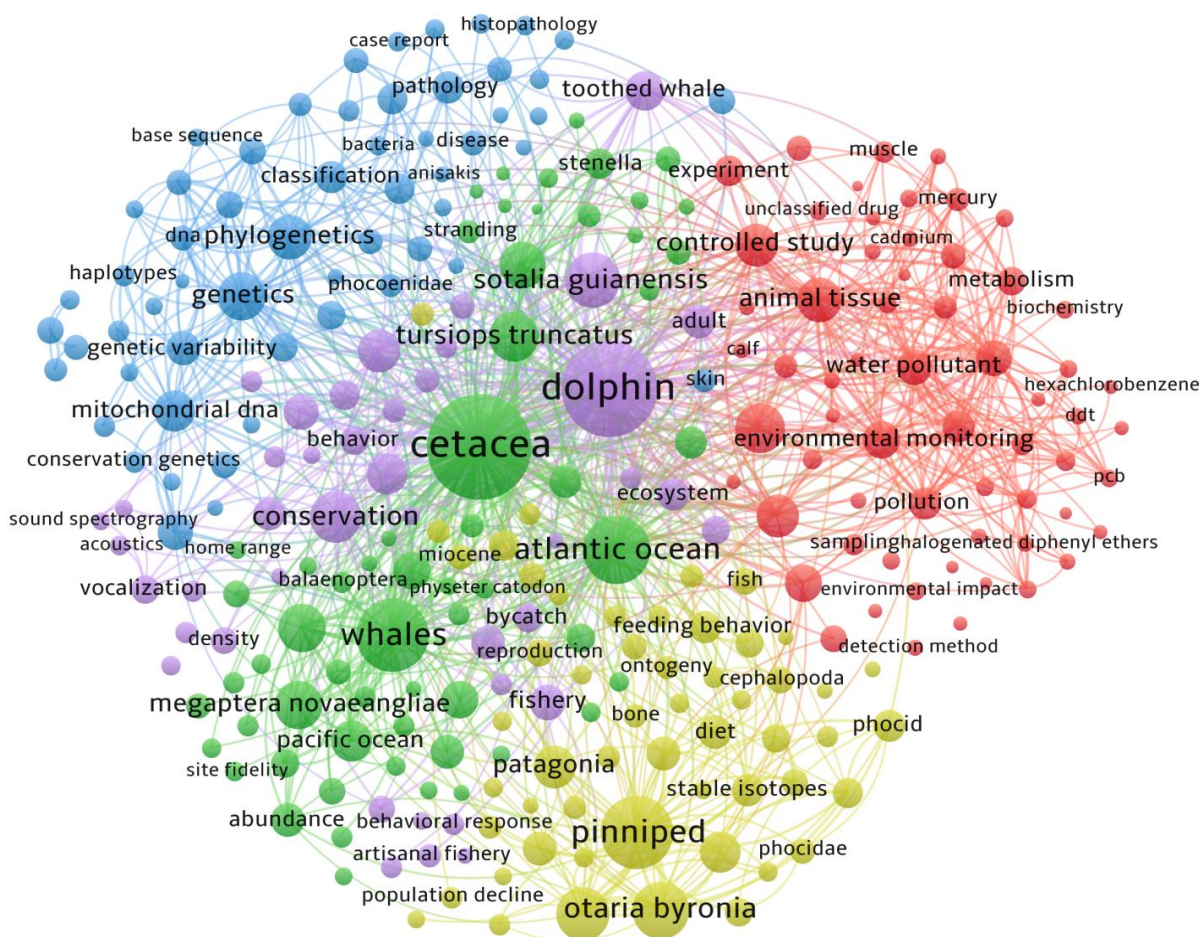 histopathology
case report
pathology
toothed whale
base sequence
bacteria
disease
muscle
stenella
experiment
classification
anisakis
mercury
unclassified drug
stranding
dna
phylogenetics
controlled study
cadmium
haplotypes
phocoenidae
sotalia guianensis
metabolism
genetics
animal tissue
biochemistry
adult
tursiops truncatus
genetic variability
calf
water pollutant
skin
dolphin
hexachlorobenzene
mitochondrial dna
ddt
behavior
cetacea
environmental monitoring
conservation genetics
pcb
ecosystem
pollution
sound spectrography
conservation
acoustics
home range
miocene
atlantic ocean
sampling
halogenated diphenyl ethers
balaenoptera
physeter catodon
fish
environmental impact
vocalization
bycatch
feeding behavior
density
whales
reproduction
detection method
ontogeny
cephalopoda
megaptera novaeangliae
fishery
bone
diet
phocid
pacific ocean
site fidelity
patagonia
stable isotopes
abundance
behavioral response
pinniped
artisanal fishery
phocidae
population decline
otaria byronia